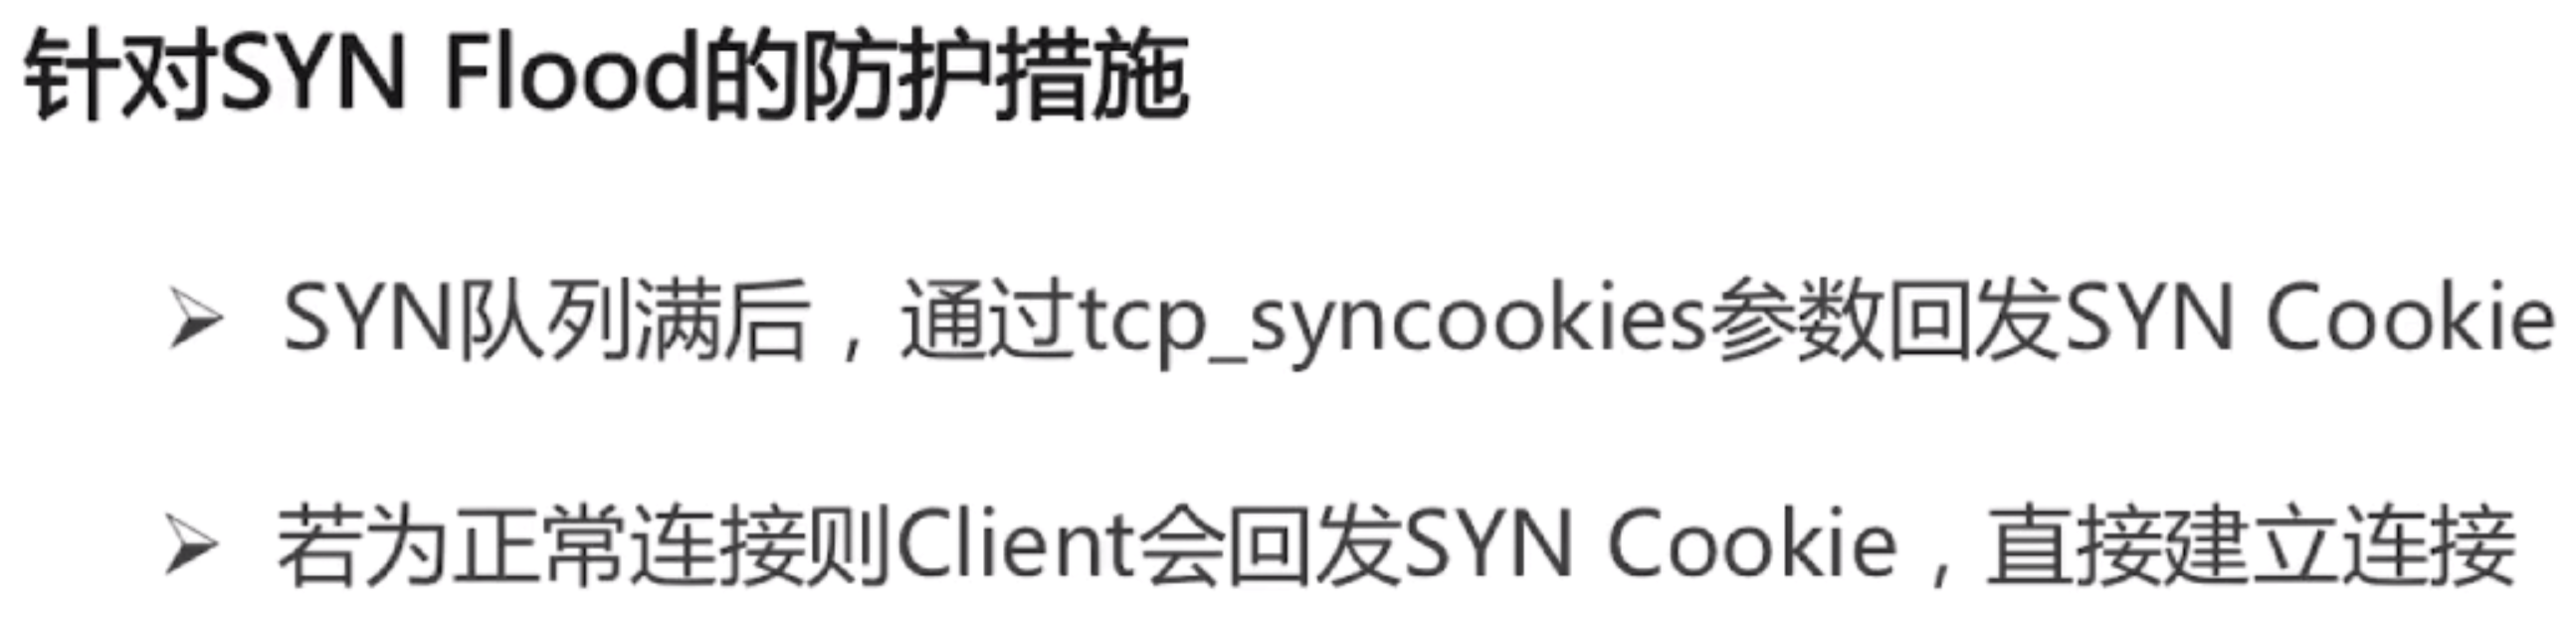 针对SYN Flood的防护措施
➢ SYN队列满后，通过tcp_syncookies参数回发SYN Cookie
➢ 若为正常连接则Client会回发SYN Cookie，直接建立连接